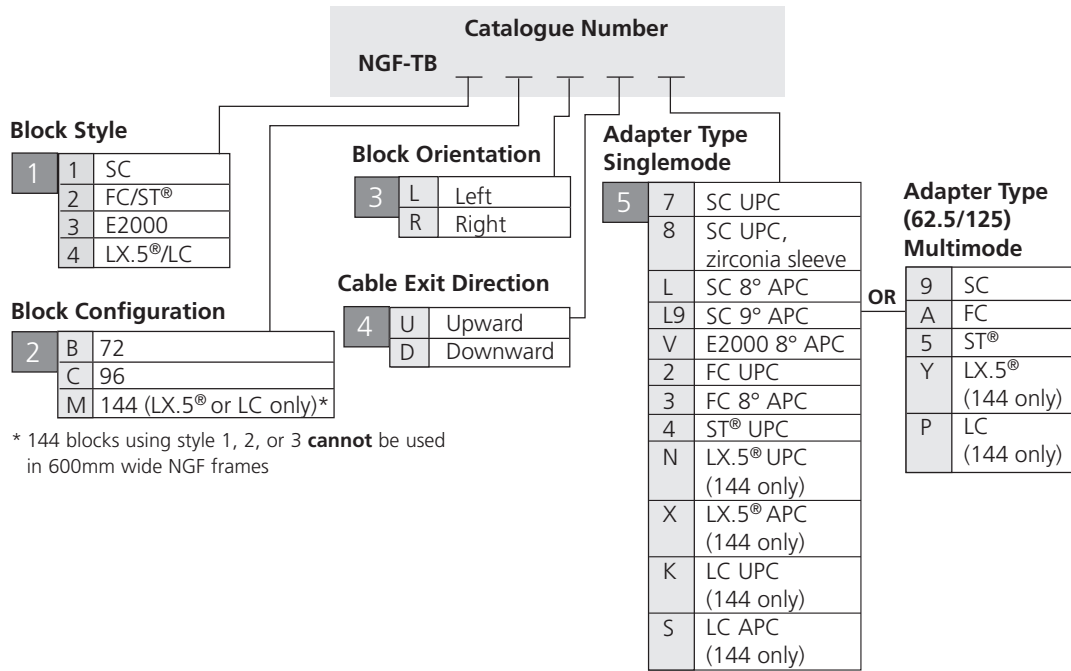 Catalogue Number
NGF-TB
Block Style
1
1 SC
2 FC/ST®
3 E2000
4 LX.5®/LC
Block Configuration
2
B 72
C 96
M 144 (LX.5® or LC only)*
* 144 blocks using style 1, 2, or 3 cannot be used
in 600mm wide NGF frames
Block Orientation
3
L Left
R Right
Cable Exit Direction
4
U Upward
D Downward
Adapter Type
Singlemode
5
7 SC UPC
8 SC UPC,
zirconia sleeve
L SC 8° APC
L9 SC 9° APC
V E2000 8° APC
2 FC UPC
3 FC 8° APC
4 ST® UPC
N LX.5® UPC
(144 only)
X LX.5® APC
(144 only)
K LC UPC
(144 only)
S LC APC
(144 only)
OR
Adapter Type
(62.5/125)
Multimode
9 SC
A FC
5 ST®
Y LX.5®
(144 only)
P LC
(144 only)